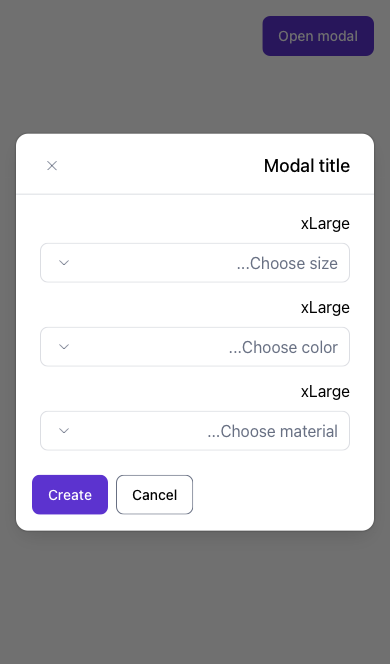 Open modal
Modal title
xLarge
...Choose size
xLarge
...Choose color
xLarge
...Choose material
Create
Cancel